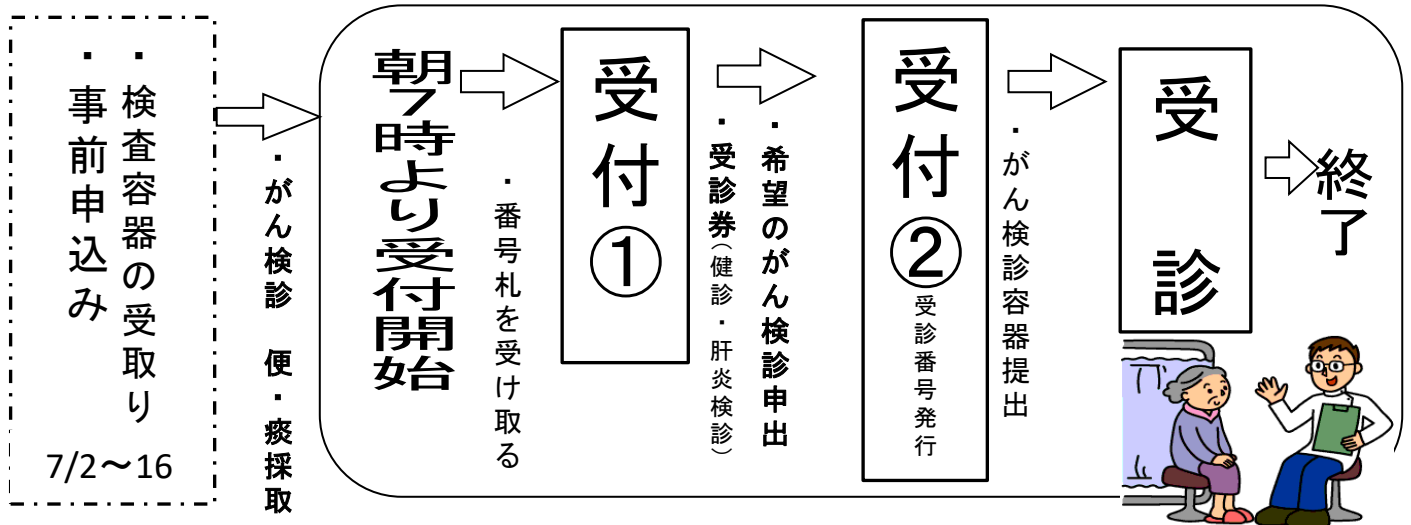 ・検査容器の受取り
・事前申込み
7/2～16
・がん検診　便・痰採取
朝７時より受付開始
・番号札を受け取る
受付①
・希望のがん検診申出
・受診券（健診・肝炎検診）
受付②
受診番号発行
・がん検診容器提出
受診
終了